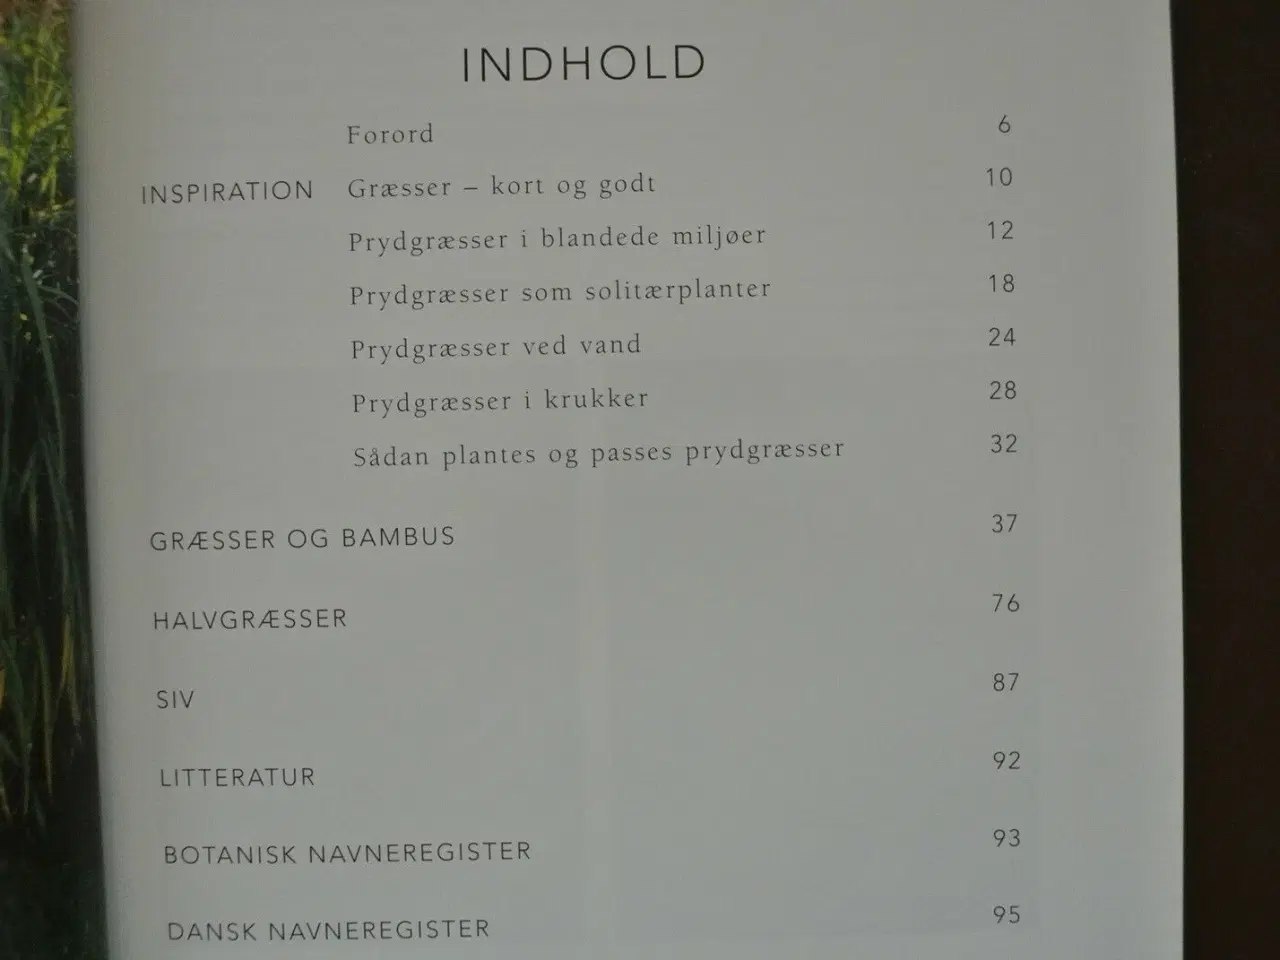 INDHOLD
Forord 6
INSPIRATION Græsser – kort og godt 10
Prydgræsser i blandede miljøer 12
Prydgræsser som solitærplanter 18
Prydgræsser ved vand 24
Prydgræsser i krukker 28
Sådan plantes og passes prydgræsser 32
GRÆSSER OG BAMBUS 37
HALVGRÆSSER 76
SIV 87
LITTERATUR 92
BOTANISK NAVNEREGISTER 93
DANSK NAVNEREGISTER 95